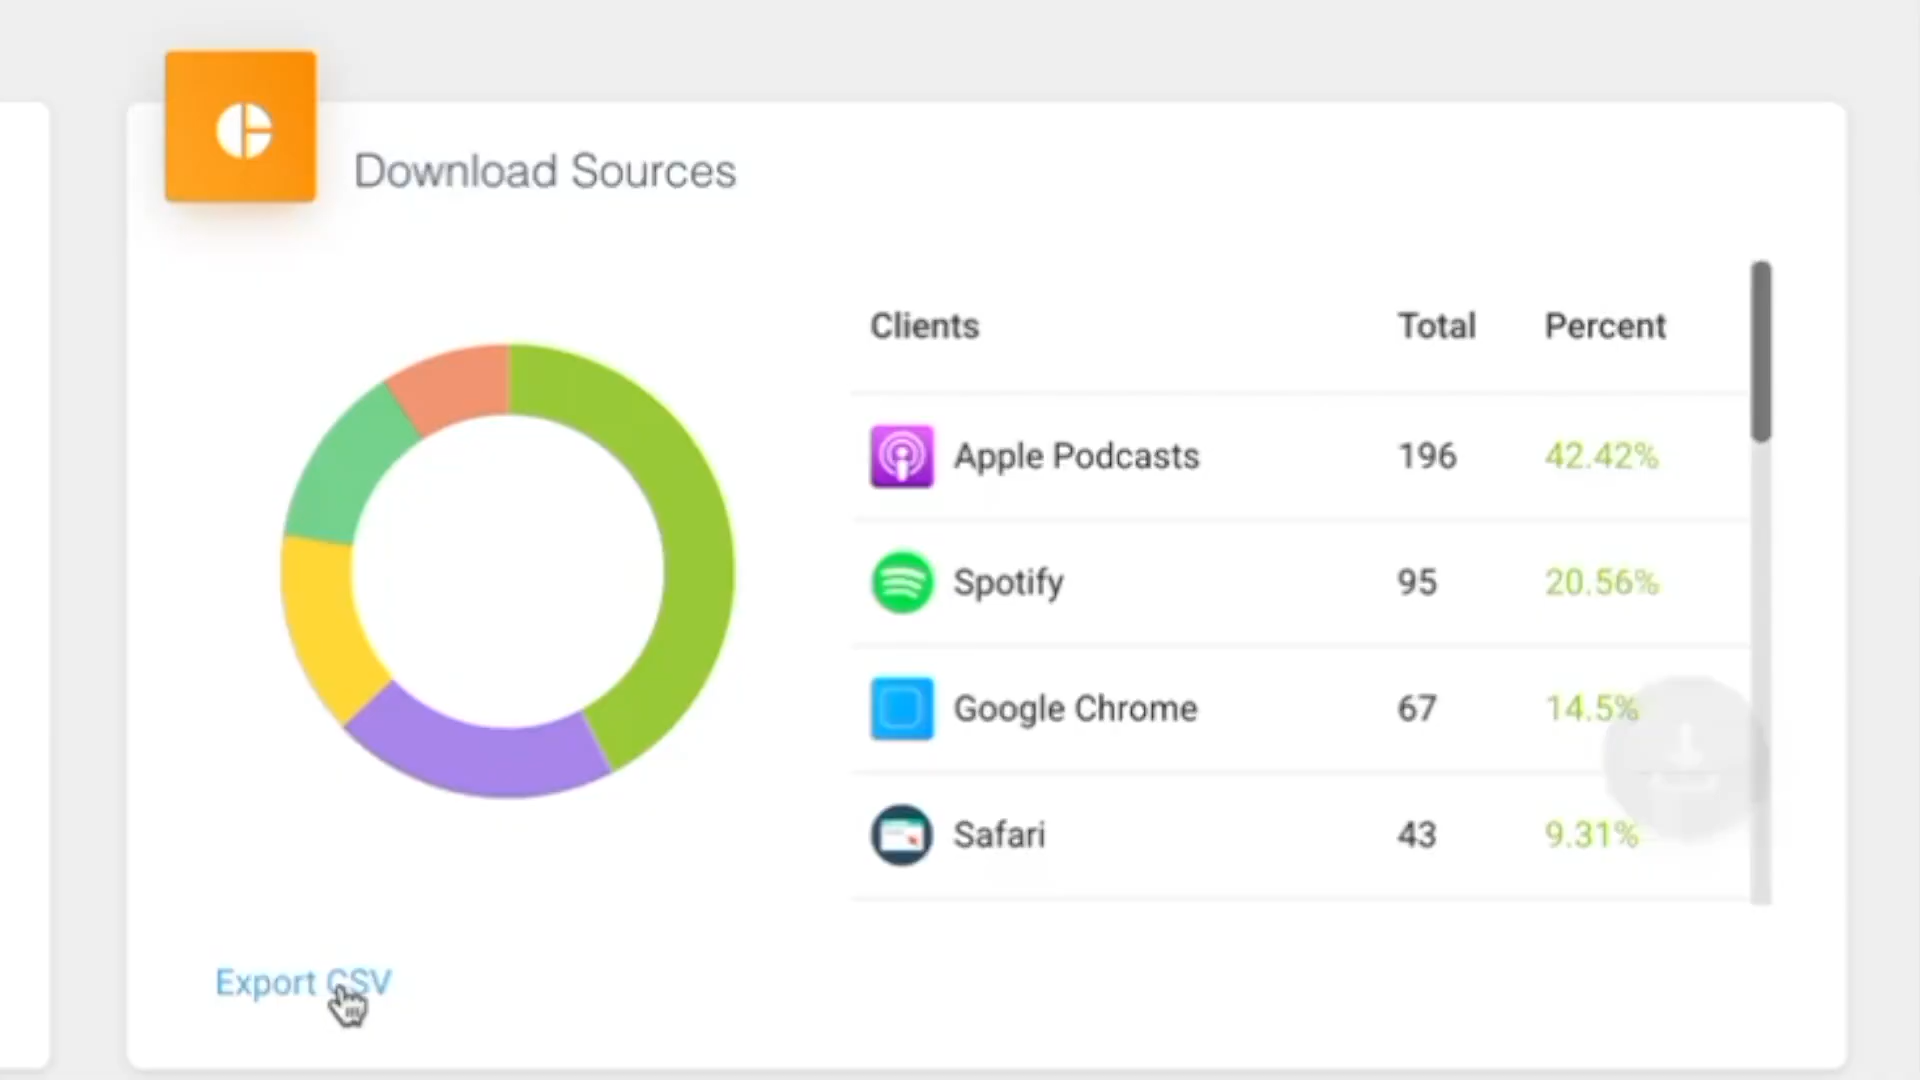 Download Sources
Clients Total Percent
Apple Podcasts 196 42.42%
Spotify 95 20.56%
Google Chrome 67 14.5%
Safari 43 9.31%
Export CSV